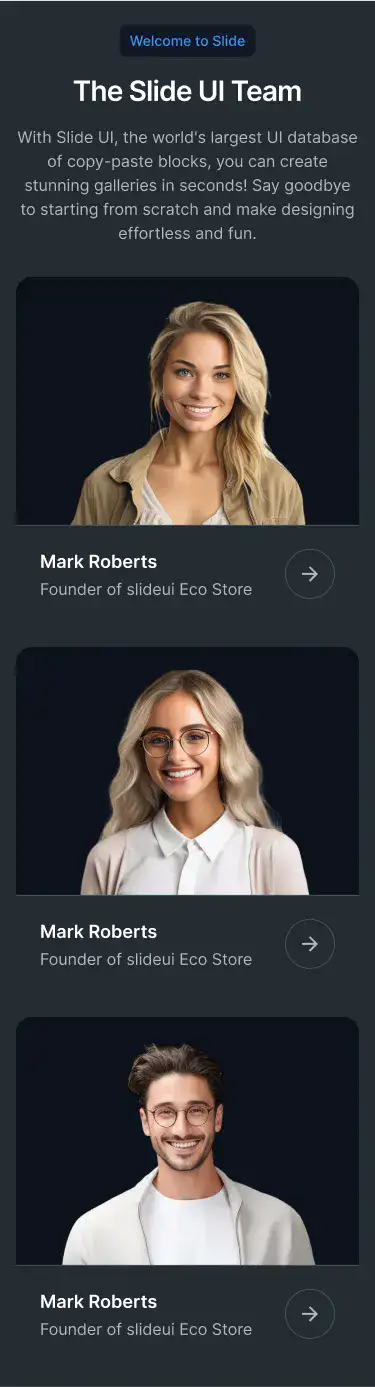 Welcome to Slide
The Slide UI Team
With Slide UI, the world's largest UI database
of copy-paste blocks, you can create
stunning galleries in seconds! Say goodbye
to starting from scratch and make designing
effortless and fun.
Mark Roberts
Founder of slideui Eco Store
Mark Roberts
Founder of slideui Eco Store
Mark Roberts
Founder of slideui Eco Store